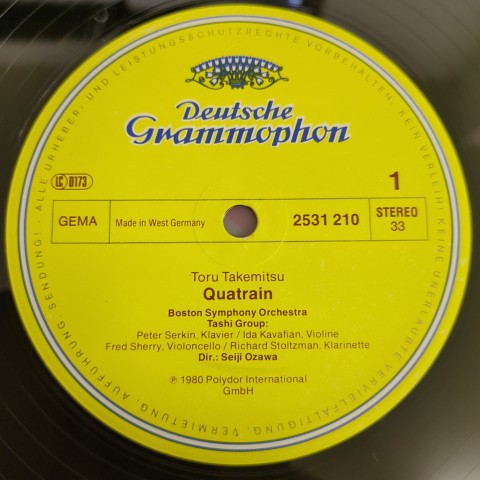 Deutsche
Grammophon
LC 0173
1
GEMA
Made in West Germany
2531 210
STEREO
33
Toru Takemitsu
Quatrain
Boston Symphony Orchestra
Tashi Group:
Peter Serkin, Klavier / Ida Kavafian, Violine
Fred Sherry, Violoncello / Richard Stoltzman, Klarinette
Dir.: Seiji Ozawa
Ⓟ 1980 Polydor International
GmbH
ALLE URHEBER- UND LEISTUNGSSCHUTZRECHTE VORBEHALTEN. KEIN VERLEIH! KEINE UNERLAUBTE VERVIELFÄLTIGUNG, VERMIETUNG, AUFFÜHRUNG, SENDUNG!